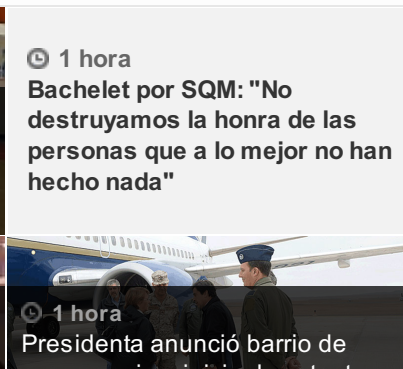 1 hora
Bachelet por SQM: "No
destruyamos la honra de las
personas que a lo mejor no han
hecho nada"
1 hora
Presidenta anunció barrio de